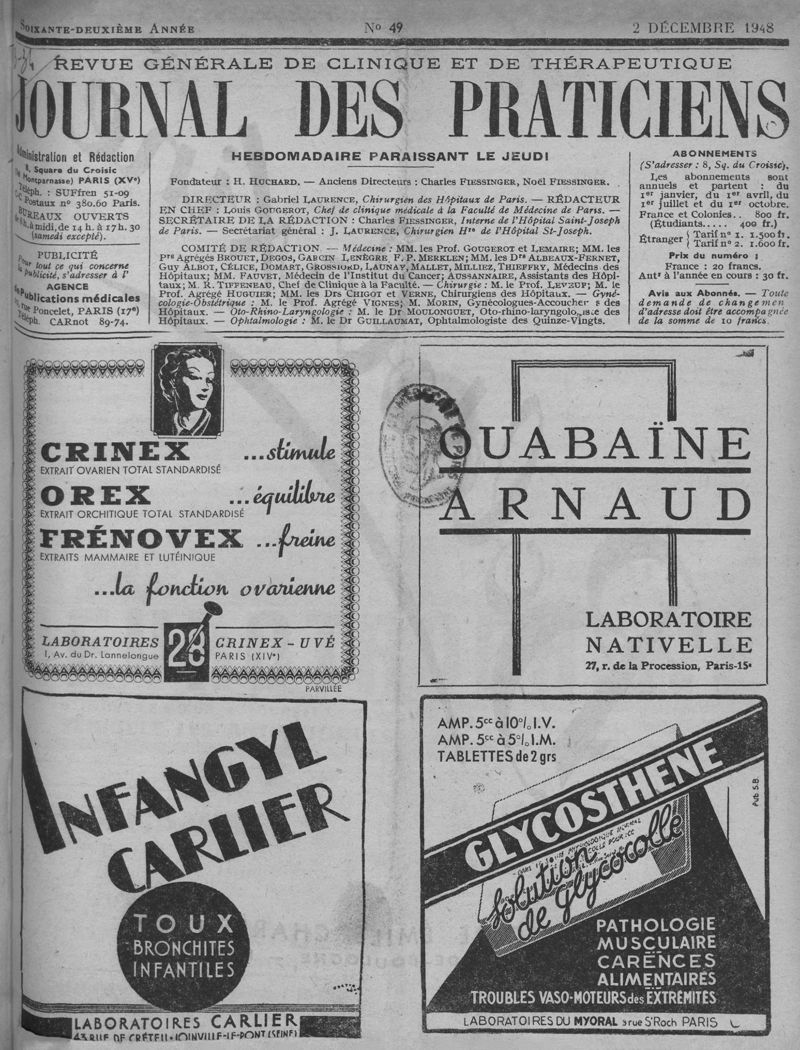 SOIXANTE-DEUXIÈME ANNÉE
No 49
2 DÉCEMBRE 1948
REVUE GÉNÉRALE DE CLINIQUE ET DE THÉRAPEUTIQUE
JOURNAL DES PRATICIENS
Administration et Rédaction
Square du Croisic
(Montparnasse) PARIS (XVe)
Téléph. : SUFfren 51-09
Postaux no 380.60 Paris.
BUREAUX OUVERTS
à midi, de 14 h. à 17 h. 30
(samedi excepté).
PUBLICITÉ
Pour tout ce qui concerne
la publicité, s'adresser à l'
AGENCE
Publications médicales
rue Poncelet, PARIS (17e)
Téléph. CARnot 89-74.
HEBDOMADAIRE PARAISSANT LE JEUDI
Fondateur : H. HUCHARD. — Anciens Directeurs : Charles FIESSINGER, Noël FIESSINGER.
DIRECTEUR : Gabriel LAURENCE, Chirurgien des Hôpitaux de Paris. — RÉDACTEUR
EN CHEF : Louis GOUGEROT, Chef de clinique médicale à la Faculté de Médecine de Paris. —
SECRÉTAIRE DE LA RÉDACTION : Charles FIESSINGER, Interne de l'Hôpital Saint-Joseph
de Paris. — Secrétariat général : J. LAURENCE, Chirurgien Hre de l'Hôpital St-Joseph.
COMITÉ DE RÉDACTION. — Médecine : MM. les Prof. GOUGEROT et LEMAIRE; MM. les
Prs Agrégés BROUET, DEGOS, GARCIN LENÈGRE, F. P. MERKLEN; MM. les Drs ALBEAUX-FERNET,
Guy ALBOT, CÉLICE, DOMART, GROSSIORD, LAUNAY, MALLET, MILLIEZ, THIEFFRY, Médecins des
Hôpitaux; MM. FAUVET, Médecin de l'Institut du Cancer; AUSSANNAIRE, Assistants des Hôpi-
taux; M. R. TIFFENEAU, Chef de Clinique à la Faculté. — Chirurgie : M. le Prof. LEVEUF; M. le
Prof. Agrégé HUGUIER; MM. les Drs CHIGOT et VERNE, Chirurgiens des Hôpitaux. — Gyné-
cologie-Obstétrique : M. le Prof. Agrégé VIGNES; M. MORIN, Gynécologues-Accoucher s des
Hôpitaux. — Oto-Rhino-Laryngologie : M. le Dr MOULONGUET, Oto-rhino-laryngolo iste des
Hôpitaux. — Ophtalmologie : M. le Dr GUILLAUMAT, Ophtalmologiste des Quinze-Vingts.
ABONNEMENTS
(S'adresser : 8, Sq. du Croisic).
Les abonnements sont
annuels et partent : du
1er janvier, du 1er avril, du
1er juillet et du 1er octobre.
France et Colonies.. 800 fr.
(Étudiants..... 400 fr.)
Étranger { Tarif no 1. 1.300 fr.
Tarif no 2. 1.600 fr.
Prix du numéro :
France : 20 francs.
Antr à l'année en cours : 30 fr.
Avis aux Abonnés. — Toute
demande de changemen
d'adresse doit être accompagnée
de la somme de 10 francs.
CRINEX ...stimule
EXTRAIT OVARIEN TOTAL STANDARDISÉ
OREX ...équilibre
EXTRAIT ORCHITIQUE TOTAL STANDARDISÉ
FRÉNOVEX ...freine
EXTRAITS MAMMAIRE ET LUTÉINIQUE
...la fonction ovarienne
LABORATOIRES 28 CRINEX - UVÉ
1, Av. du Dr. Lannelongue PARIS (XIVe)
PARVILLÉE
OUABAÏNE
ARNAUD
LABORATOIRE
NATIVELLE
27, r. de la Procession, Paris-15e
INFANGYL
CARLIER
TOUX
BRONCHITES
INFANTILES
LABORATOIRES CARLIER
43 RUE DE CRÉTEIL - JOINVILLE-LE-PONT (SEINE)
AMP. 5cc à 10% I.V.
AMP. 5cc à 5% I.M.
TABLETTES de 2 grs
Pub. S.B.
GLYCOSTHENE
Solution
de glycocolle
PATHOLOGIE
MUSCULAIRE
CARENCES
ALIMENTAIRES
TROUBLES VASO-MOTEURS des EXTRÉMITÉS
LABORATOIRES DU MYORAL 3 rue St Roch PARIS